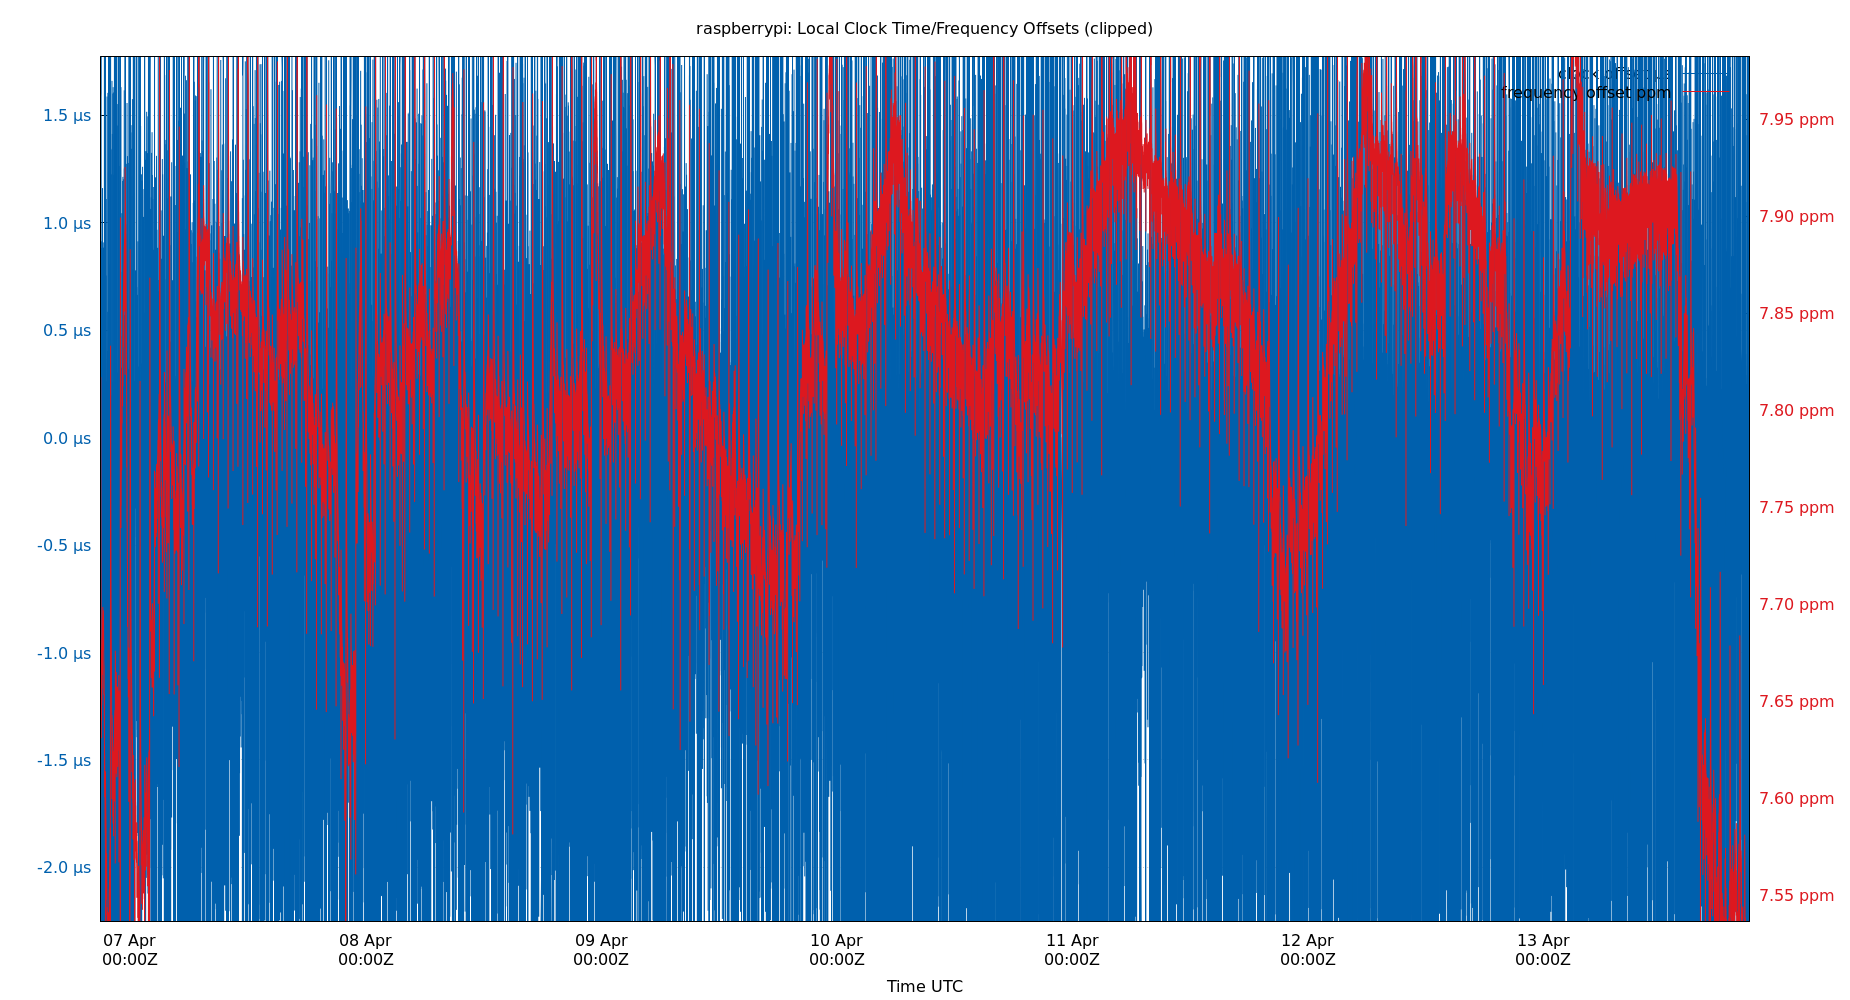 raspberrypi: Local Clock Time/Frequency Offsets (clipped)
clock offset µs
frequency offset ppm
1.5 µs
1.0 µs
0.5 µs
0.0 µs
-0.5 µs
-1.0 µs
-1.5 µs
-2.0 µs
7.95 ppm
7.90 ppm
7.85 ppm
7.80 ppm
7.75 ppm
7.70 ppm
7.65 ppm
7.60 ppm
7.55 ppm
07 Apr 08 Apr 09 Apr 10 Apr 11 Apr 12 Apr 13 Apr
00:00Z 00:00Z 00:00Z 00:00Z 00:00Z 00:00Z 00:00Z
Time UTC